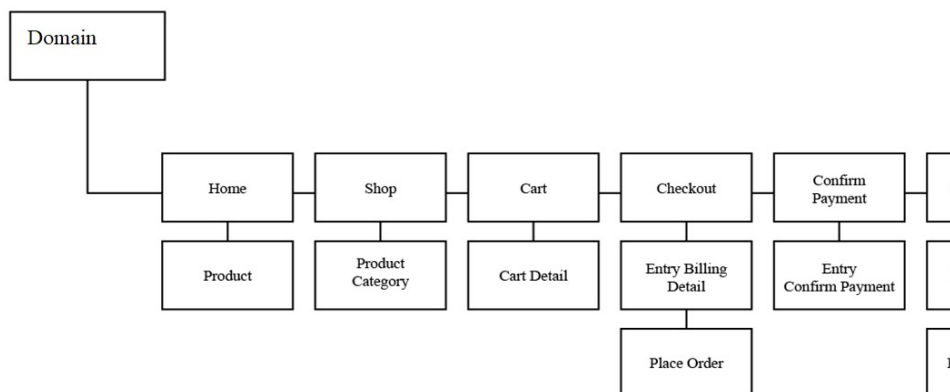 Domain
Home
Shop
Cart
Checkout
Confirm
Payment
Product
Product
Category
Cart Detail
Entry Billing
Detail
Entry
Confirm Payment
Place Order